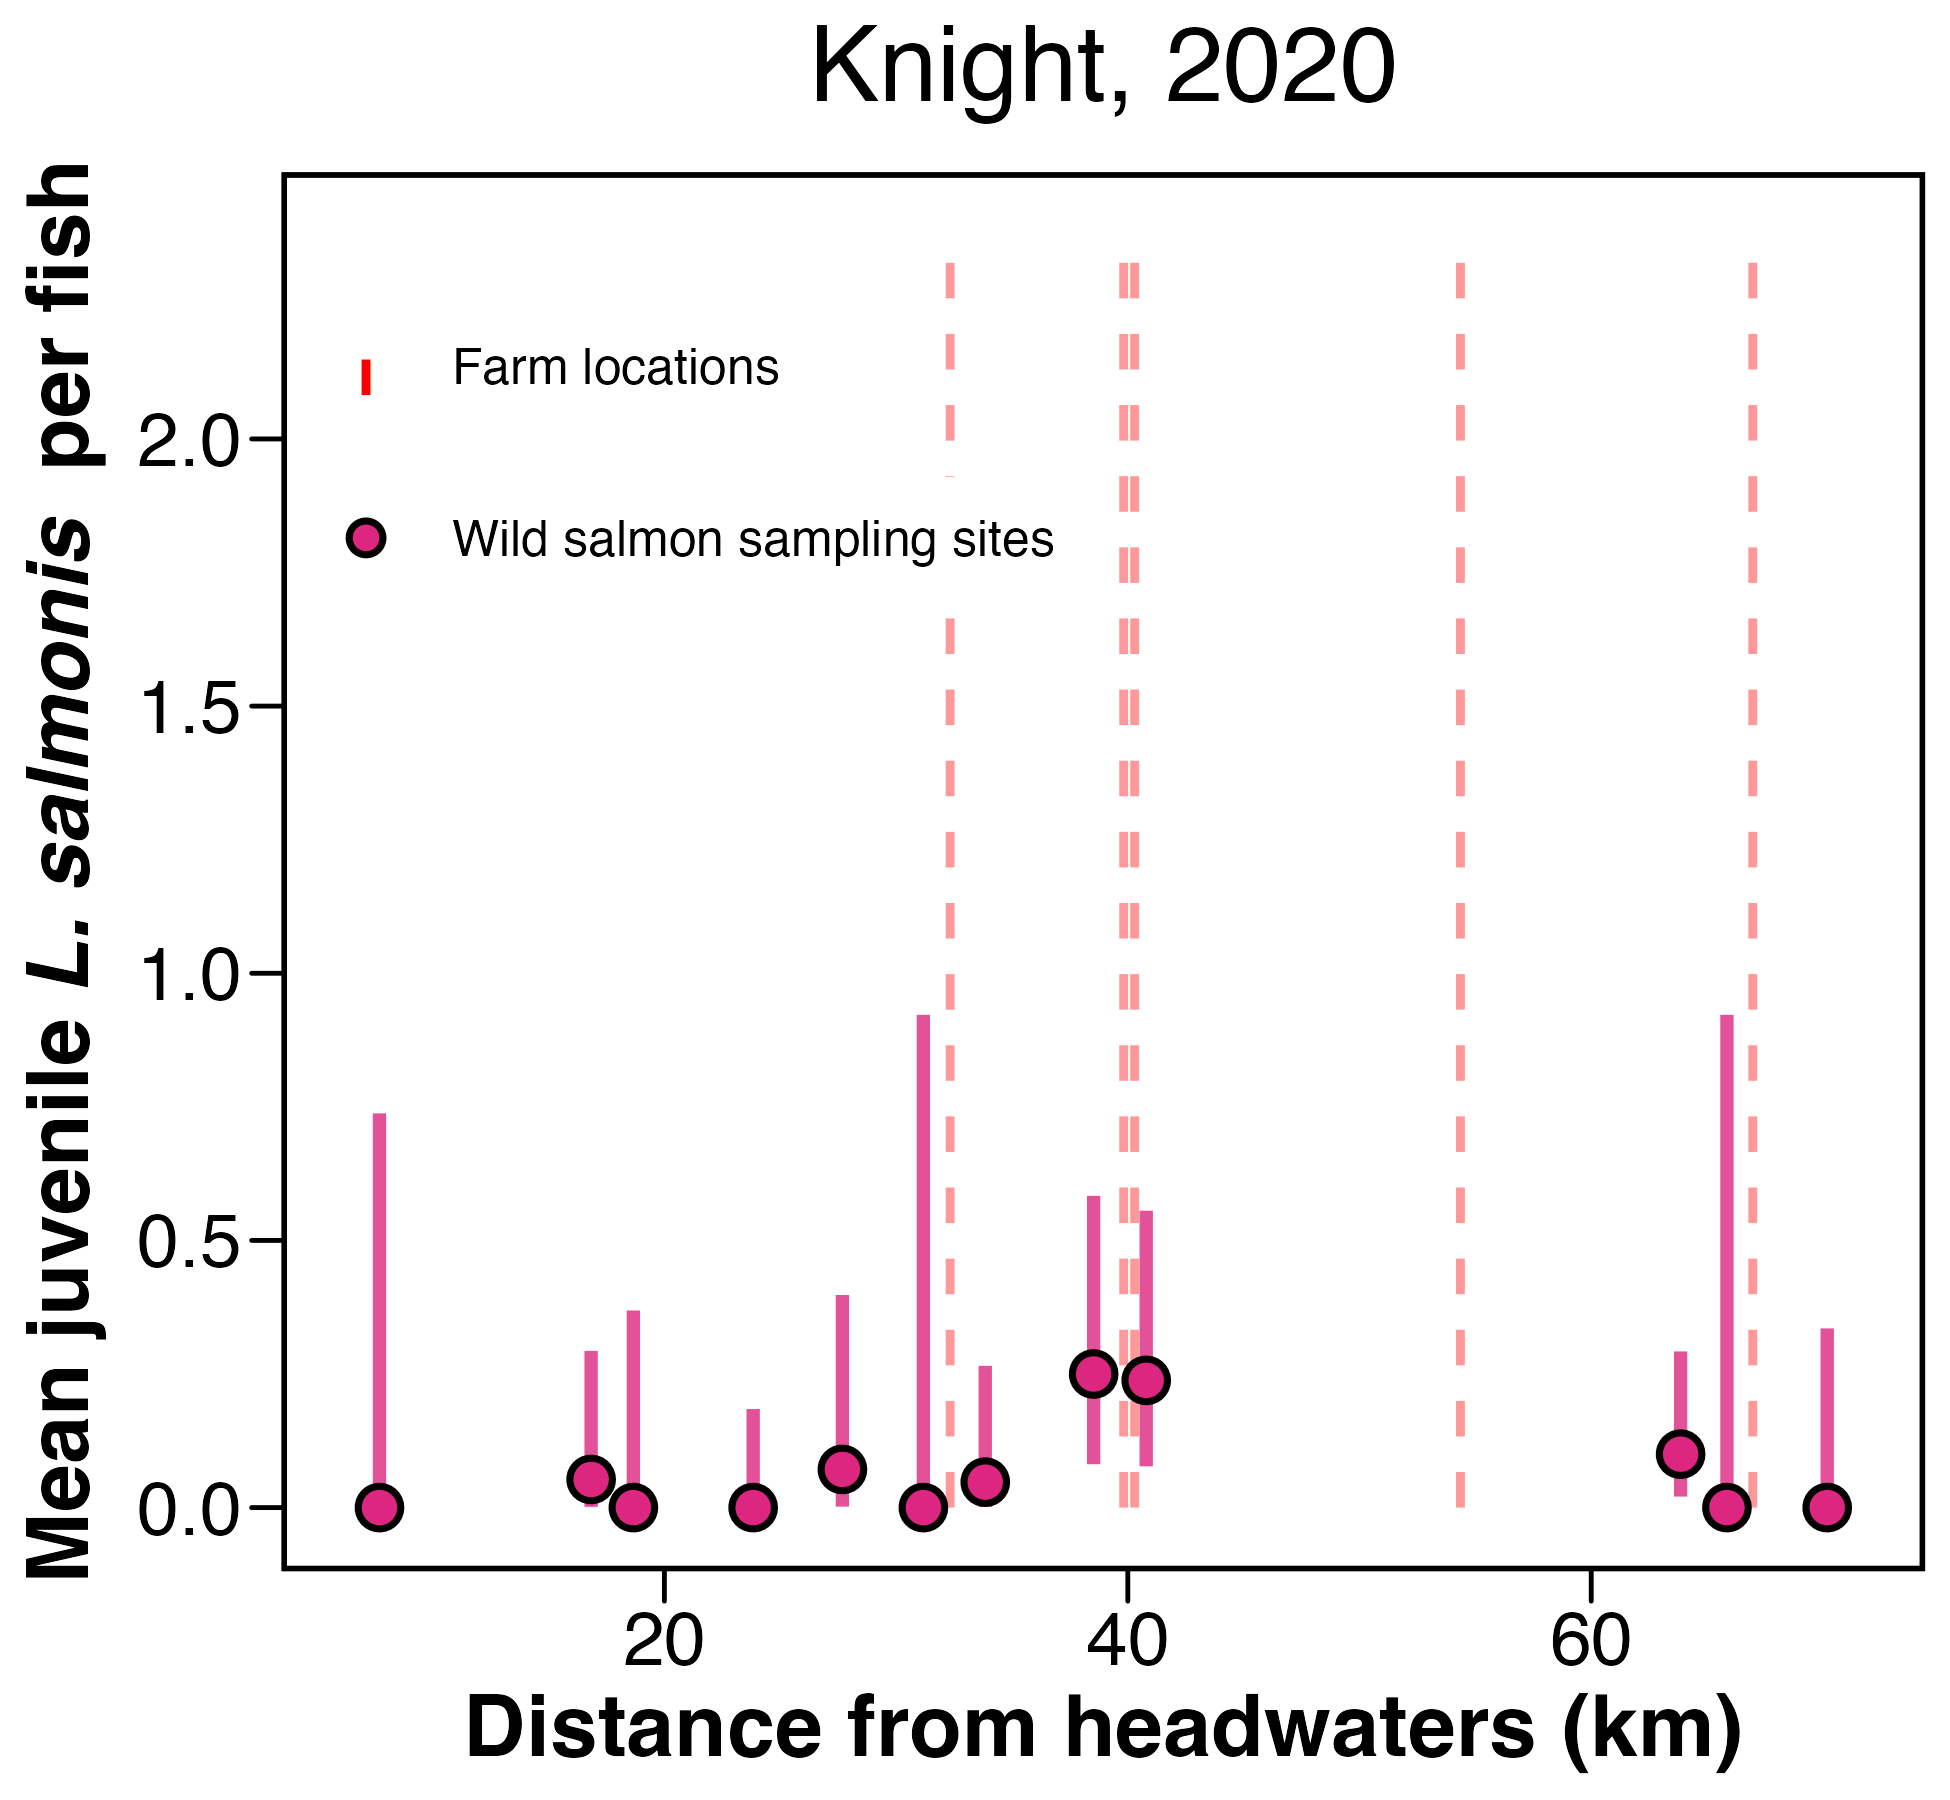 Knight, 2020
Mean juvenile L. salmonis per fish
Farm locations
Wild salmon sampling sites
2.0
1.5
1.0
0.5
0.0
20 40 60
Distance from headwaters (km)